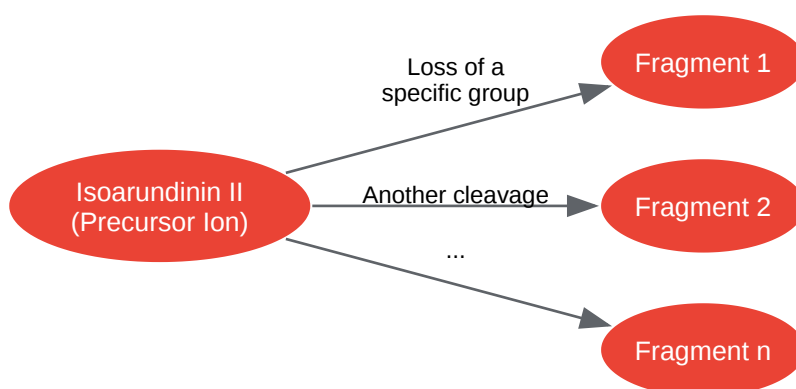 Loss of a
specific group
Fragment 1
Isoarundinin II
(Precursor Ion)
Another cleavage
Fragment 2
...
Fragment n